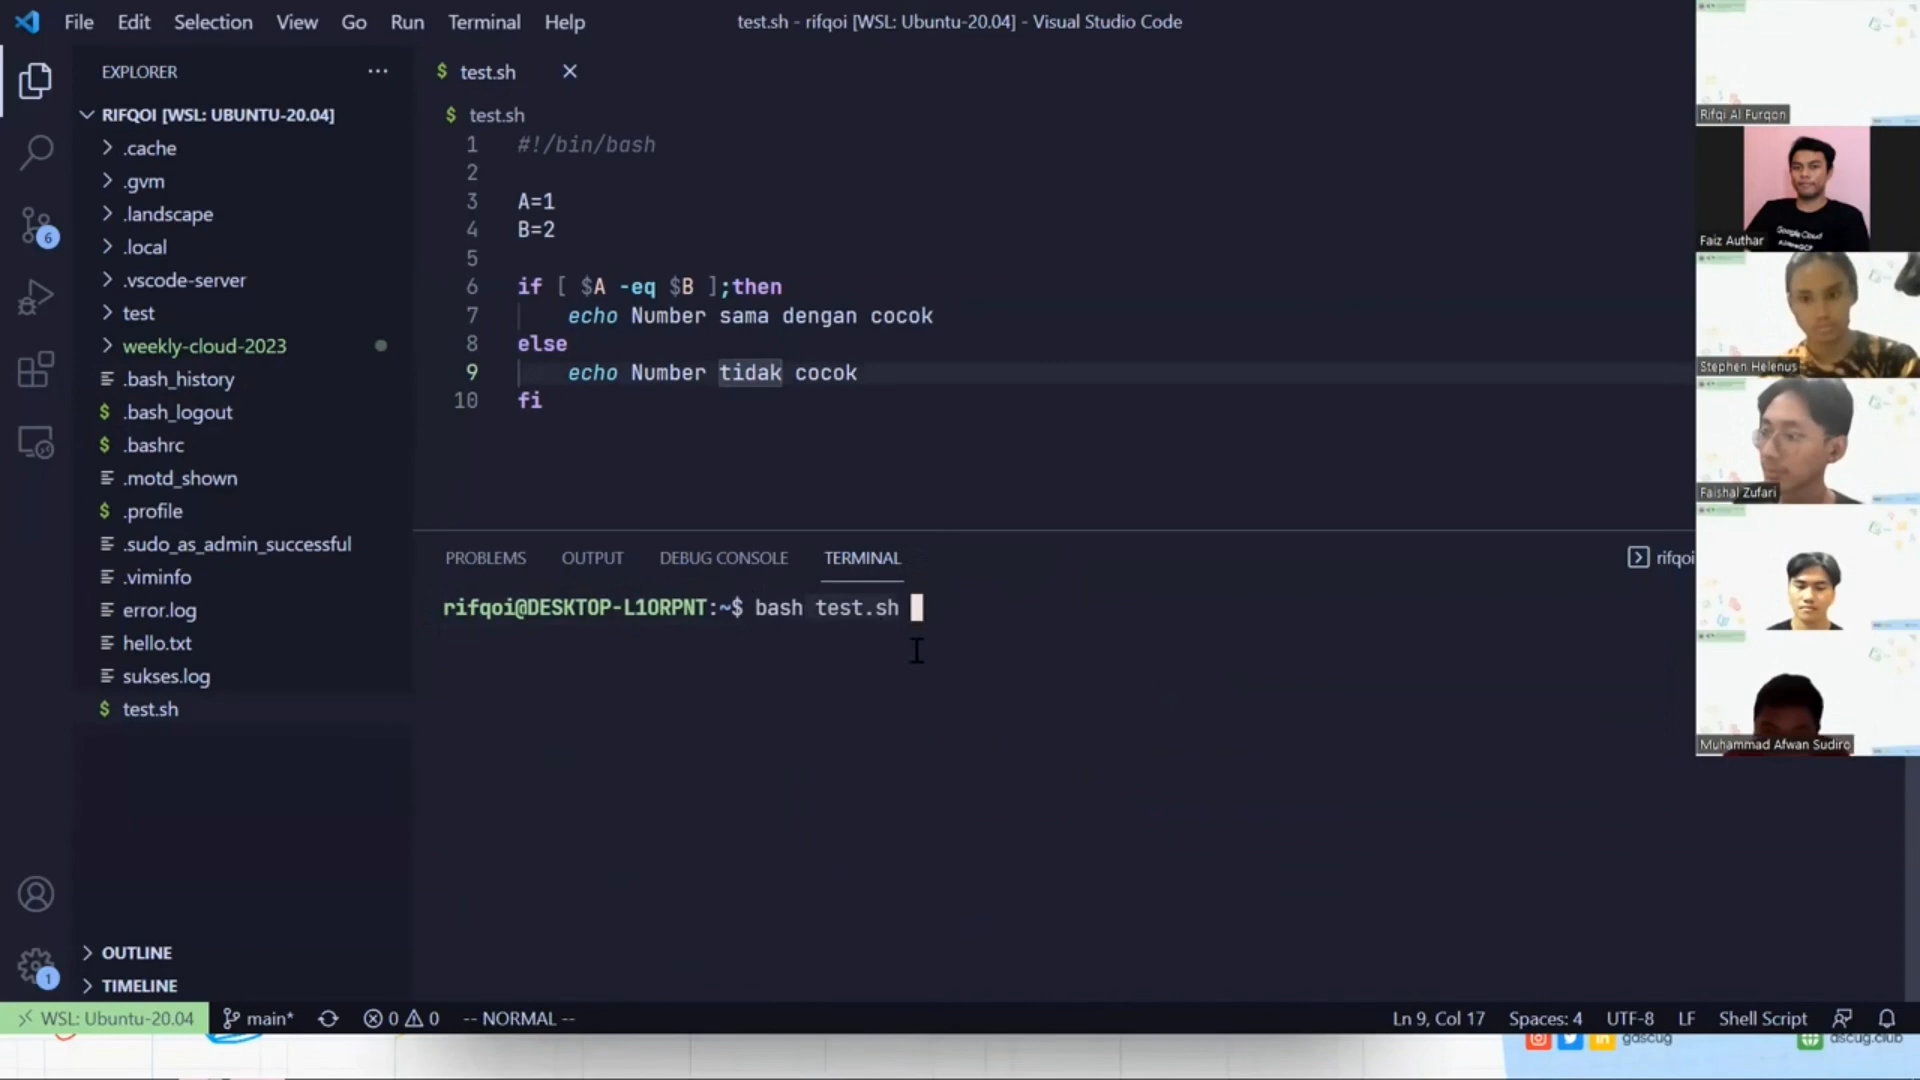 File Edit Selection View Go Run Terminal Help
test.sh - rifqoi [WSL: Ubuntu-20.04] - Visual Studio Code
EXPLORER ···
RIFQOI [WSL: UBUNTU-20.04]
.cache
.gvm
.landscape
.local
.vscode-server
test
weekly-cloud-2023
.bash_history
$ .bash_logout
$ .bashrc
.motd_shown
$ .profile
.sudo_as_admin_successful
.viminfo
error.log
hello.txt
sukses.log
$ test.sh
OUTLINE
TIMELINE
6
1
$ test.sh
$ test.sh
1 #!/bin/bash
2
3 A=1
4 B=2
5
6 if [ $A -eq $B ];then
7 echo Number sama dengan cocok
8 else
9 echo Number tidak cocok
10 fi
PROBLEMS OUTPUT DEBUG CONSOLE TERMINAL
rifqoi
rifqoi@DESKTOP-L1ORPNT:~$ bash test.sh
Rifqi Al Furqon
Faiz Authar
Google Cloud
Stephen Helenus
Faishal Zufari
Muhammad Afwan Sudiro
WSL: Ubuntu-20.04 main* 0 0 -- NORMAL --
Ln 9, Col 17 Spaces: 4 UTF-8 LF Shell Script
gdscug